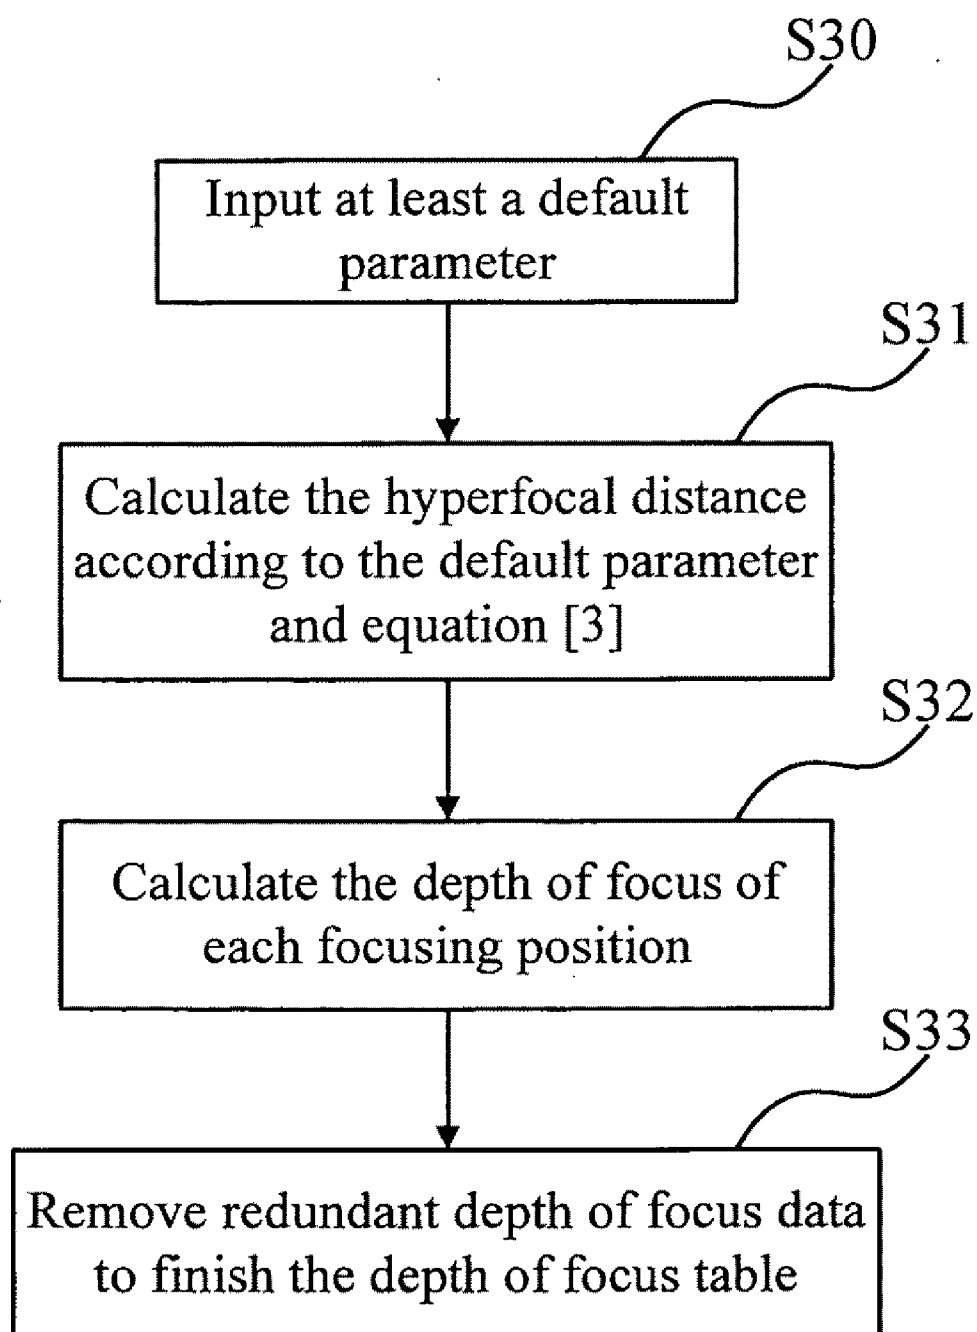 S30
Input at least a default
parameter
S31
Calculate the hyperfocal distance
according to the default parameter
and equation [3]
S32
Calculate the depth of focus of
each focusing position
S33
Remove redundant depth of focus data
to finish the depth of focus table